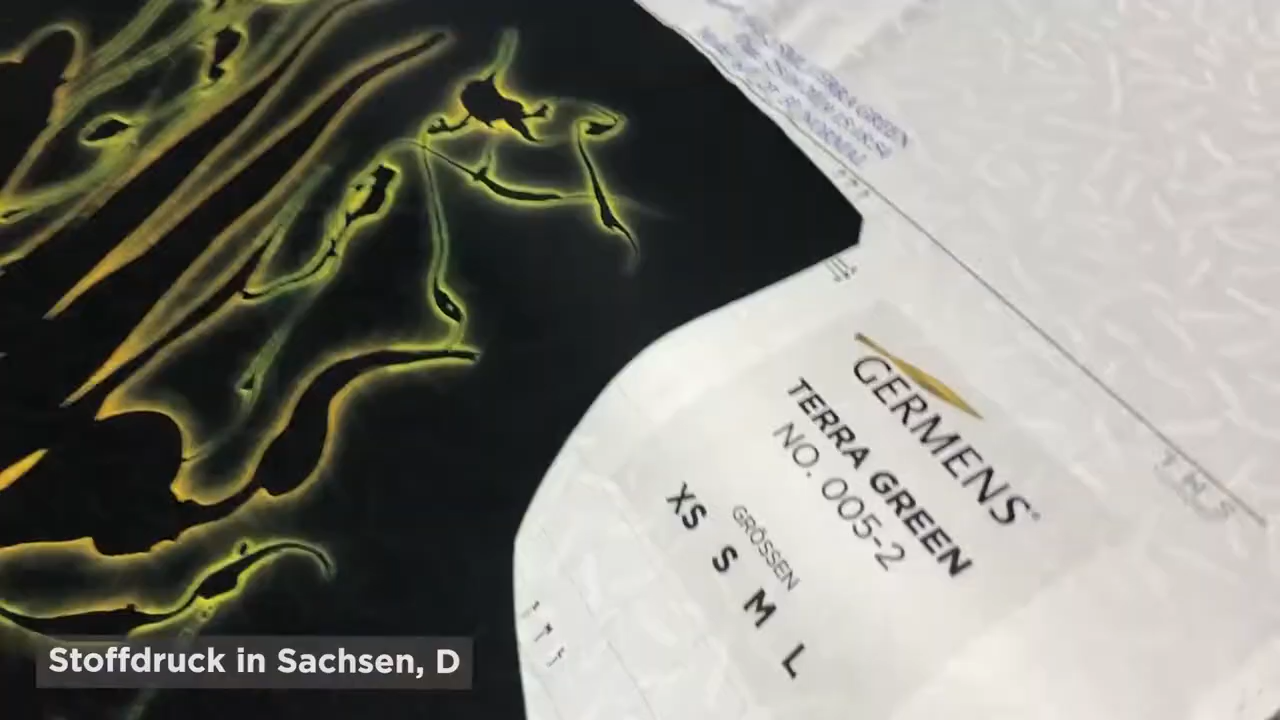 GERMENS®
TERRA GREEN
NO. 005-2
GRÖSSEN
XS S M L
Stoffdruck in Sachsen, D